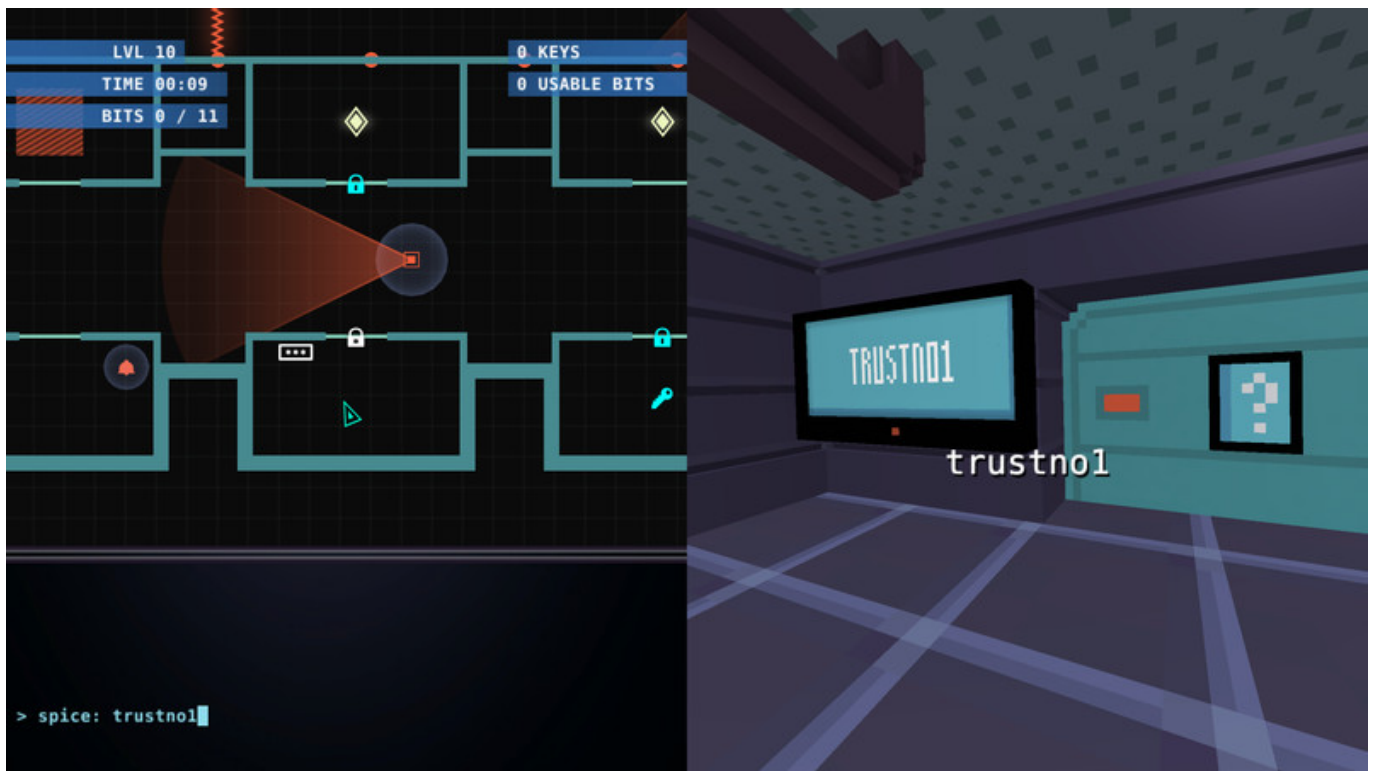 LVL 10
TIME 00:09
BITS 0 / 11
0 KEYS
0 USABLE BITS
> spice: trustno1
TRUSTNO1
?
trustno1